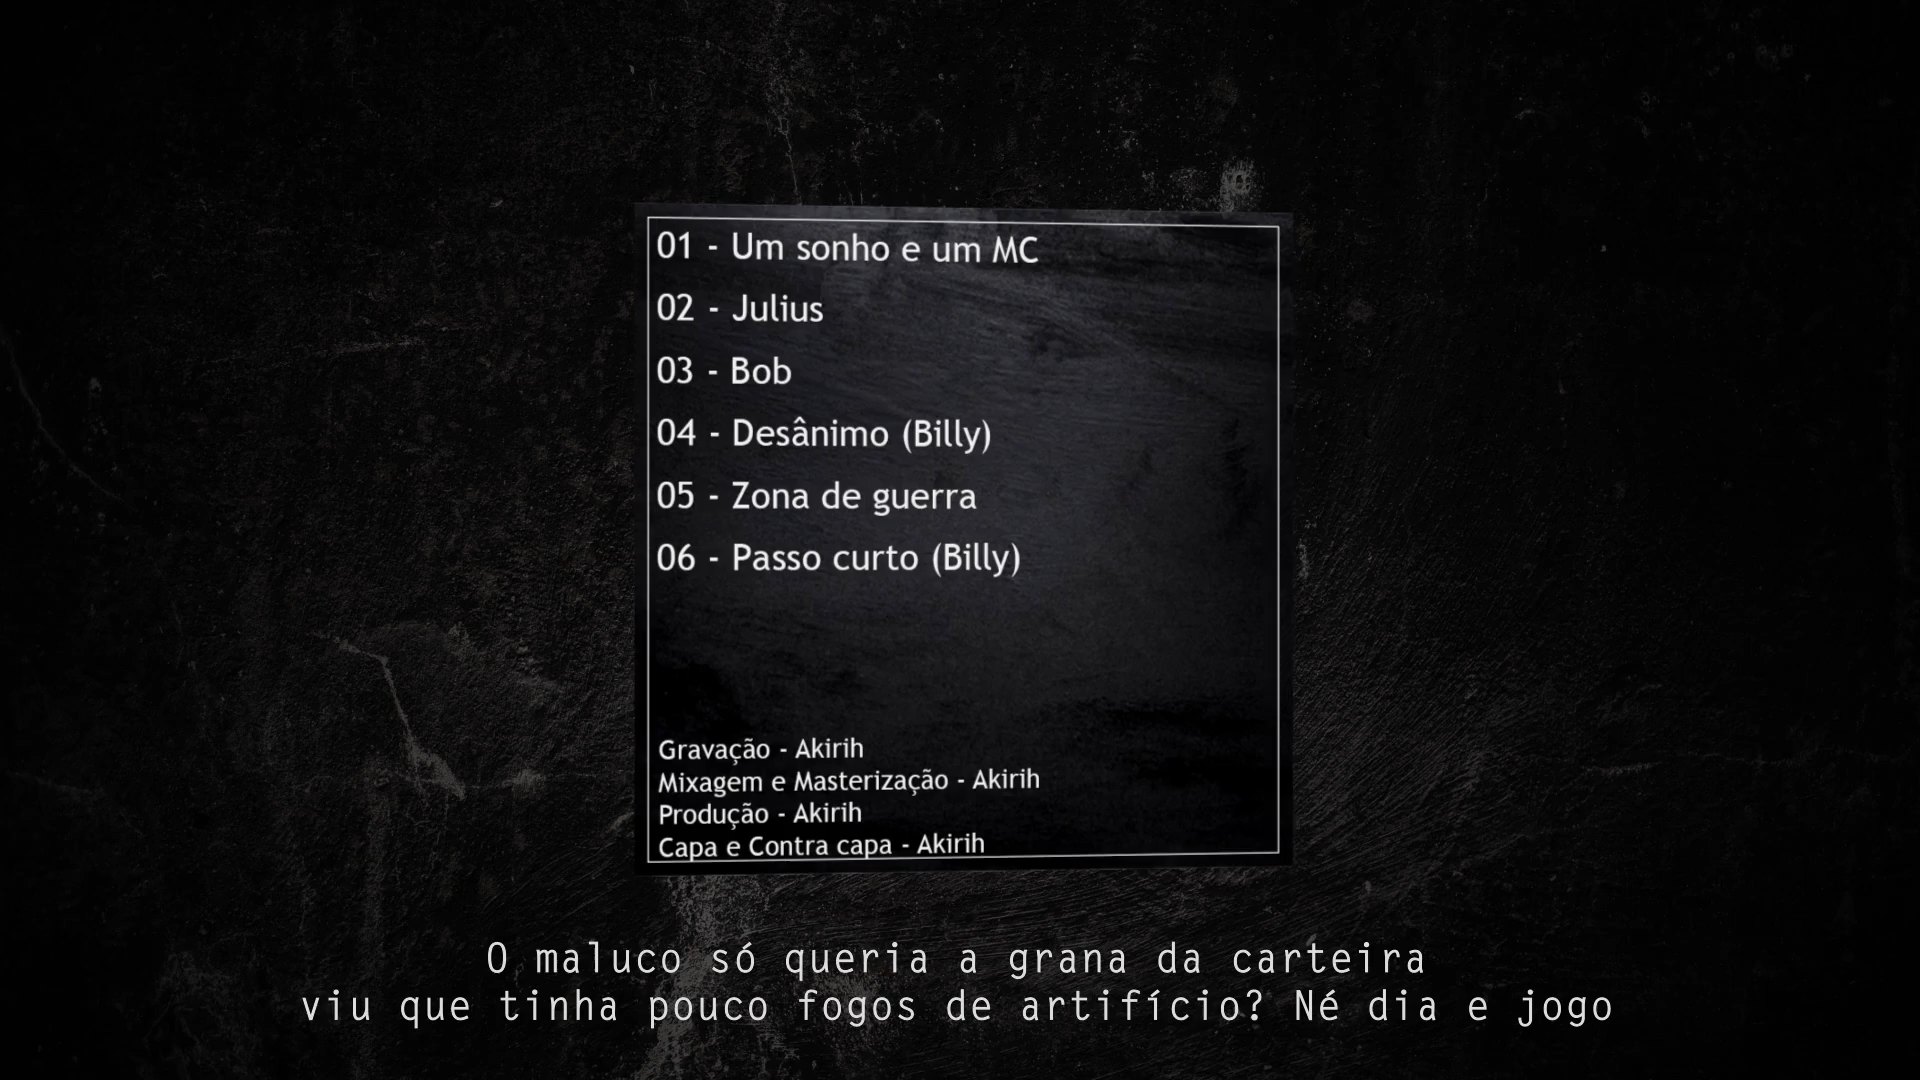 01 - Um sonho e um MC
02 - Julius
03 - Bob
04 - Desânimo (Billy)
05 - Zona de guerra
06 - Passo curto (Billy)
Gravação - Akirih
Mixagem e Masterização - Akirih
Produção - Akirih
Capa e Contra capa - Akirih
O maluco só queria a grana da carteira
viu que tinha pouco fogos de artifício? Né dia e jogo